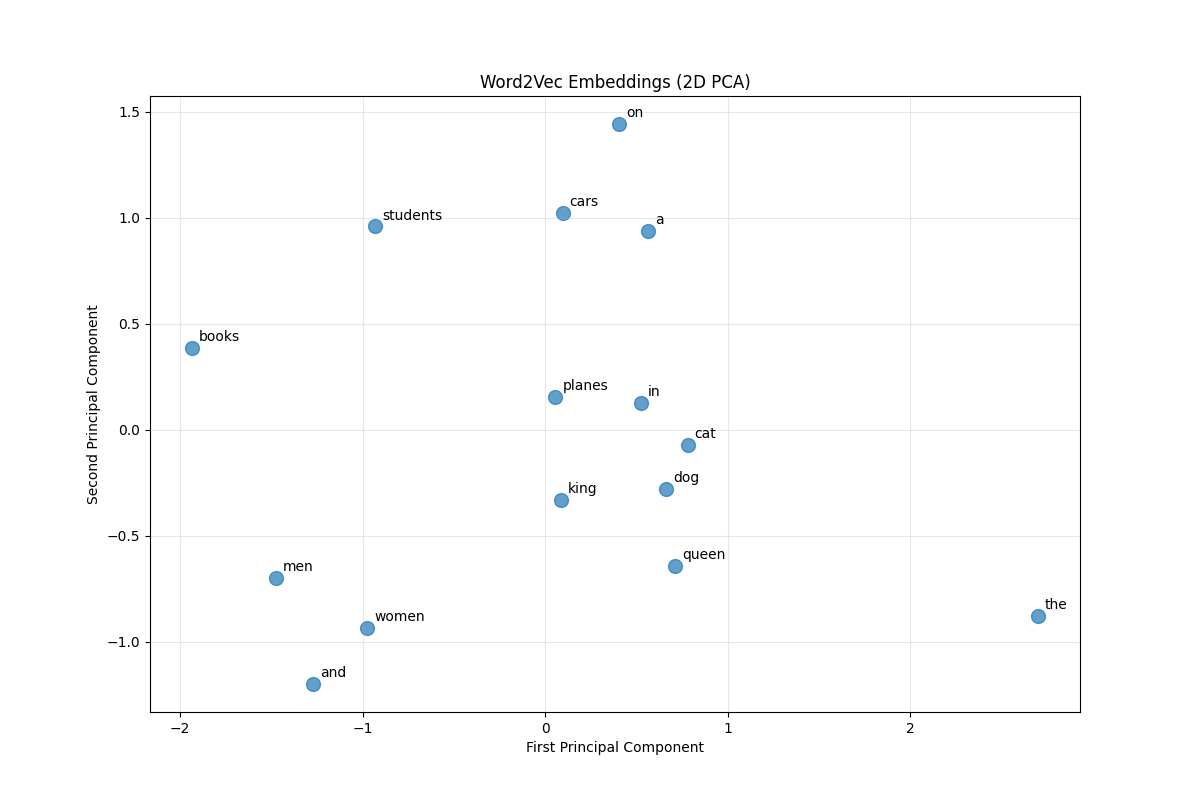 Word2Vec Embeddings (2D PCA)
1.5
on
cars
students
1.0
a
0.5
books
planes
in
0.0
cat
dog
king
−0.5
queen
men
the
women
−1.0
and
−2
−1
0
1
2
First Principal Component
Second Principal Component